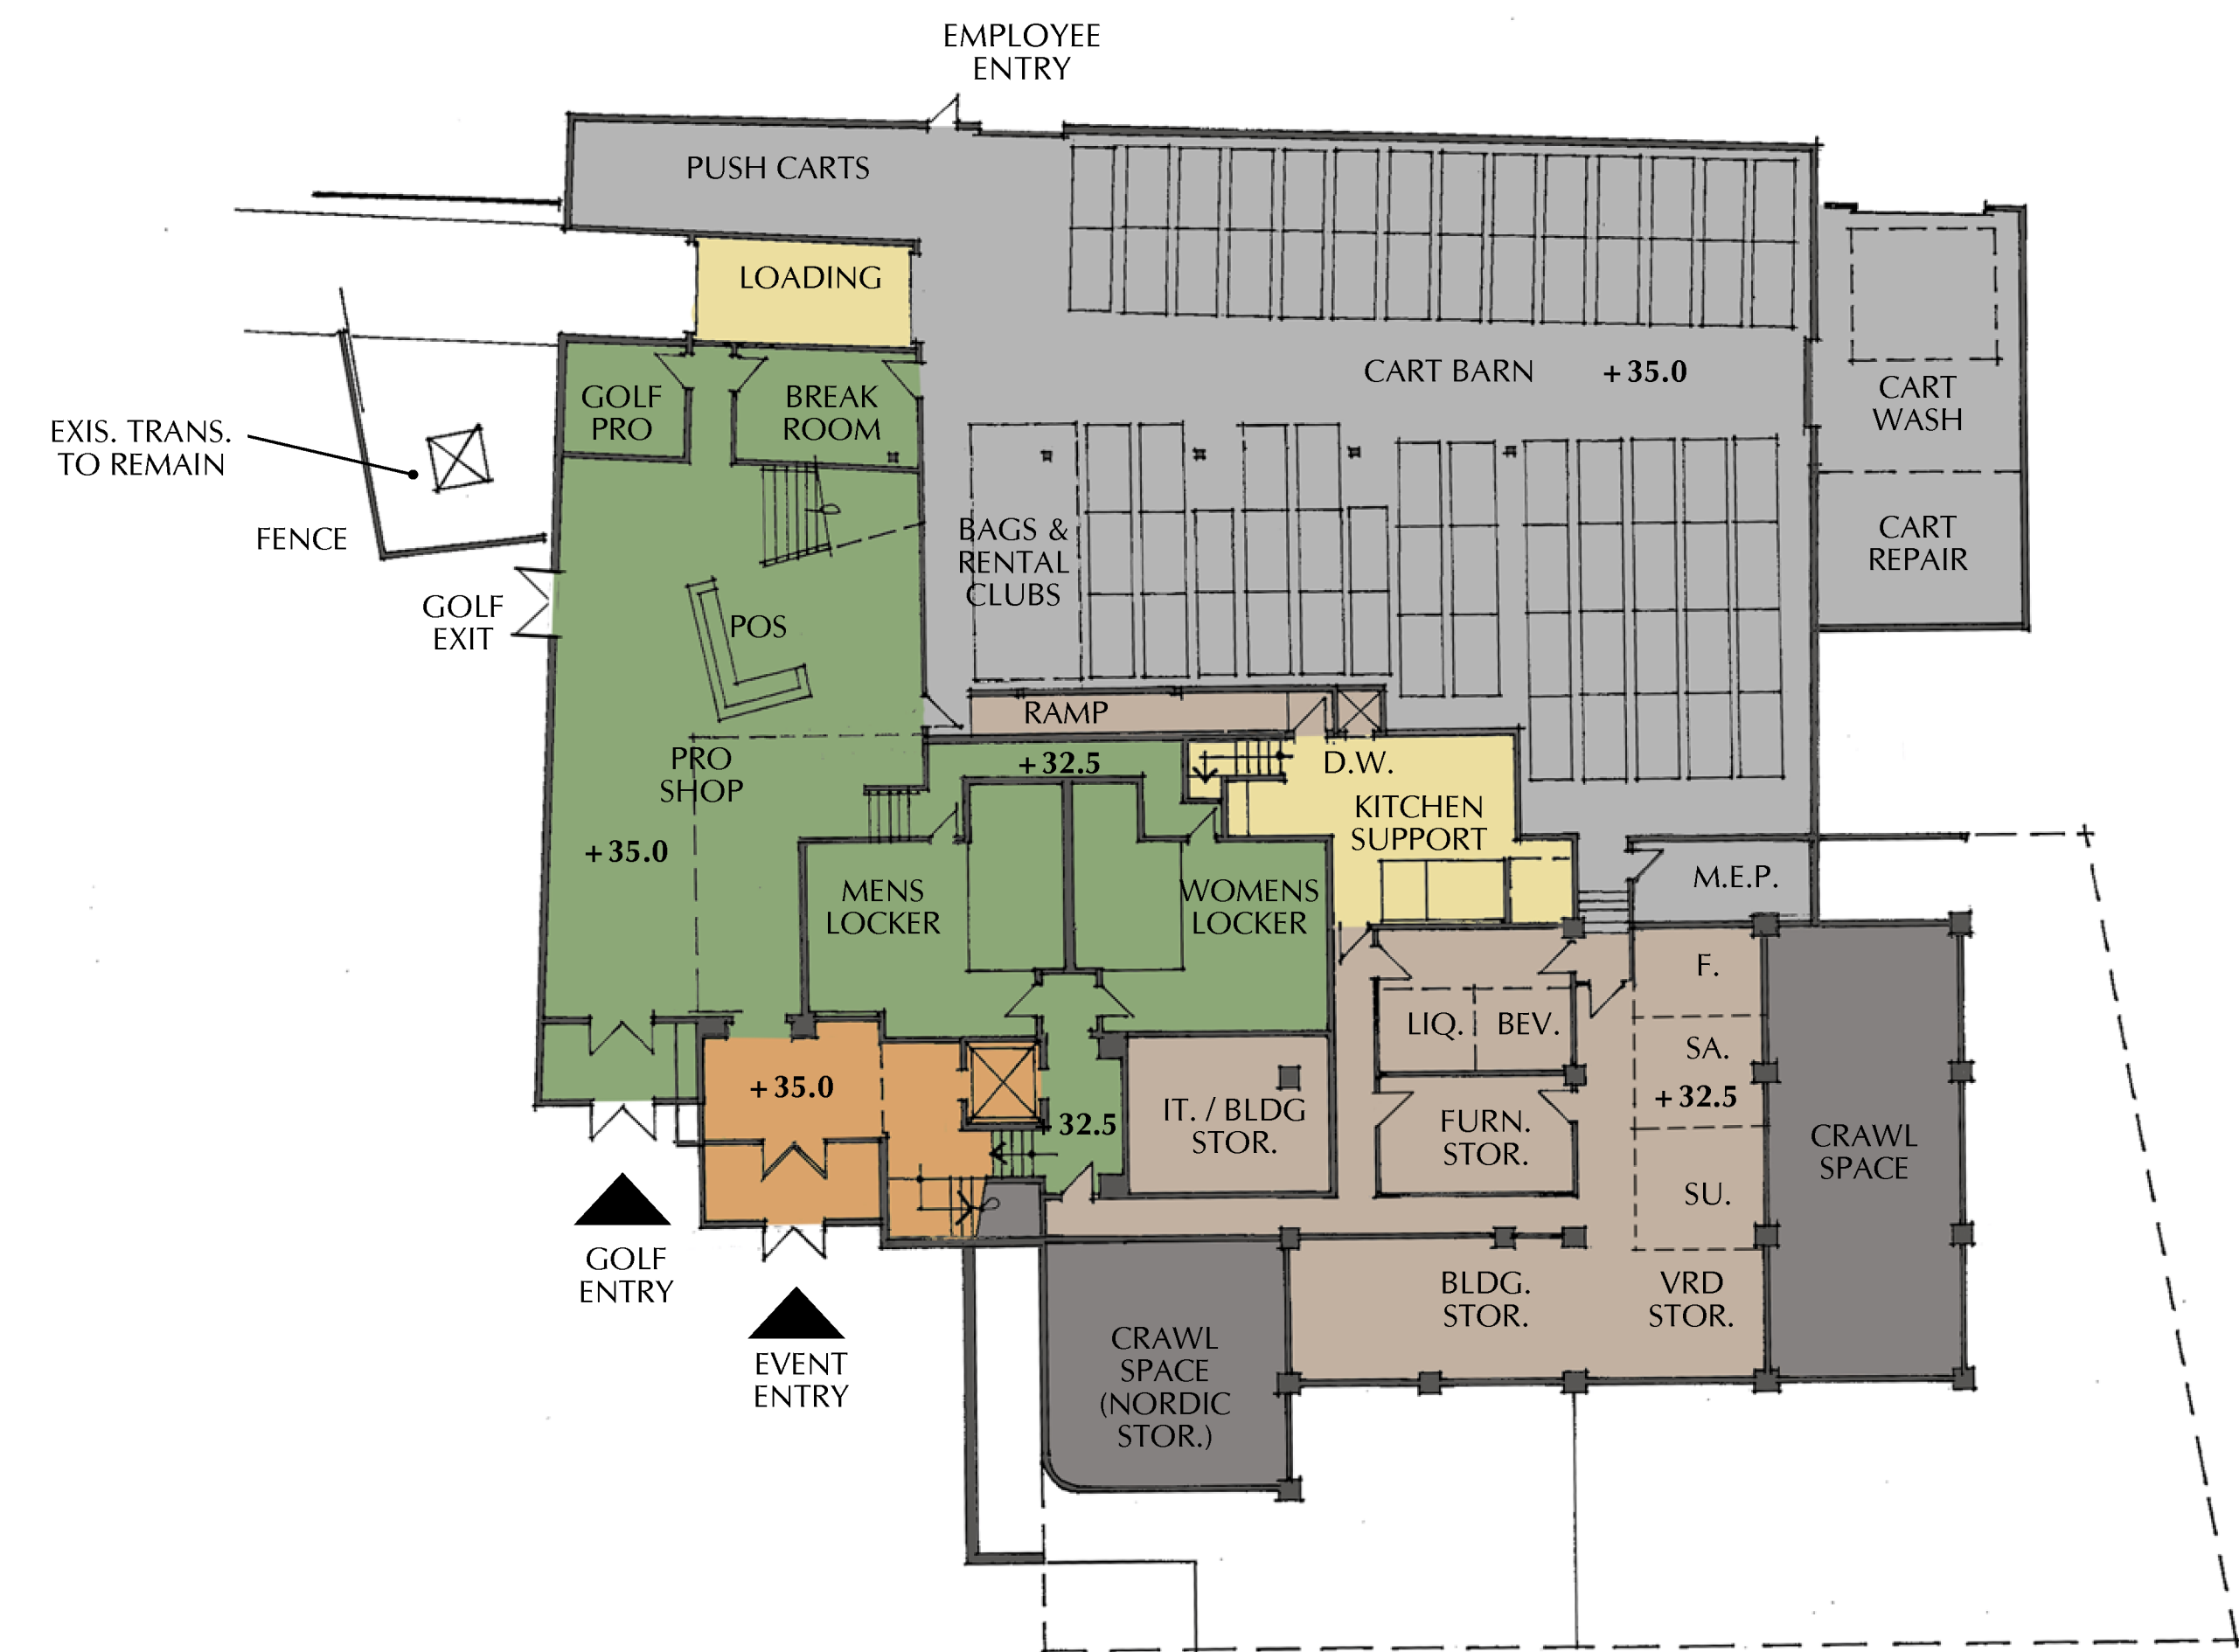 EMPLOYEE
ENTRY
PUSH CARTS
LOADING
CART BARN
+35.0
CART
WASH
GOLF
PRO
BREAK
ROOM
EXIS. TRANS.
TO REMAIN
FENCE
BAGS &
RENTAL
CLUBS
CART
REPAIR
GOLF
EXIT
POS
RAMP
PRO
SHOP
+32.5
D.W.
KITCHEN
SUPPORT
+35.0
MENS
LOCKER
WOMENS
LOCKER
M.E.P.
F.
LIQ.
BEV.
SA.
+35.0
+32.5
32.5
IT. / BLDG
STOR.
FURN.
STOR.
CRAWL
SPACE
SU.
GOLF
ENTRY
BLDG.
STOR.
VRD
STOR.
EVENT
ENTRY
CRAWL
SPACE
(NORDIC
STOR.)